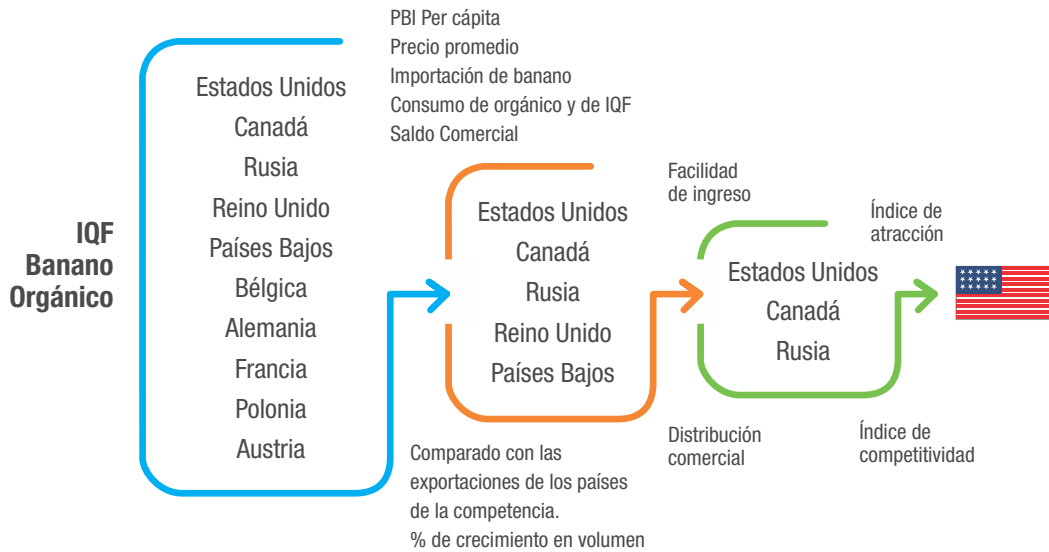 IQF
Banano
Orgánico
Estados Unidos
Canadá
Rusia
Reino Unido
Países Bajos
Bélgica
Alemania
Francia
Polonia
Austria
PBI Per cápita
Precio promedio
Importación de banano
Consumo de orgánico y de IQF
Saldo Comercial
Estados Unidos
Canadá
Rusia
Reino Unido
Países Bajos
Comparado con las
exportaciones de los países
de la competencia.
% de crecimiento en volumen
Facilidad
de ingreso
Estados Unidos
Canadá
Rusia
Distribución
comercial
Índice de
atracción
Índice de
competitividad